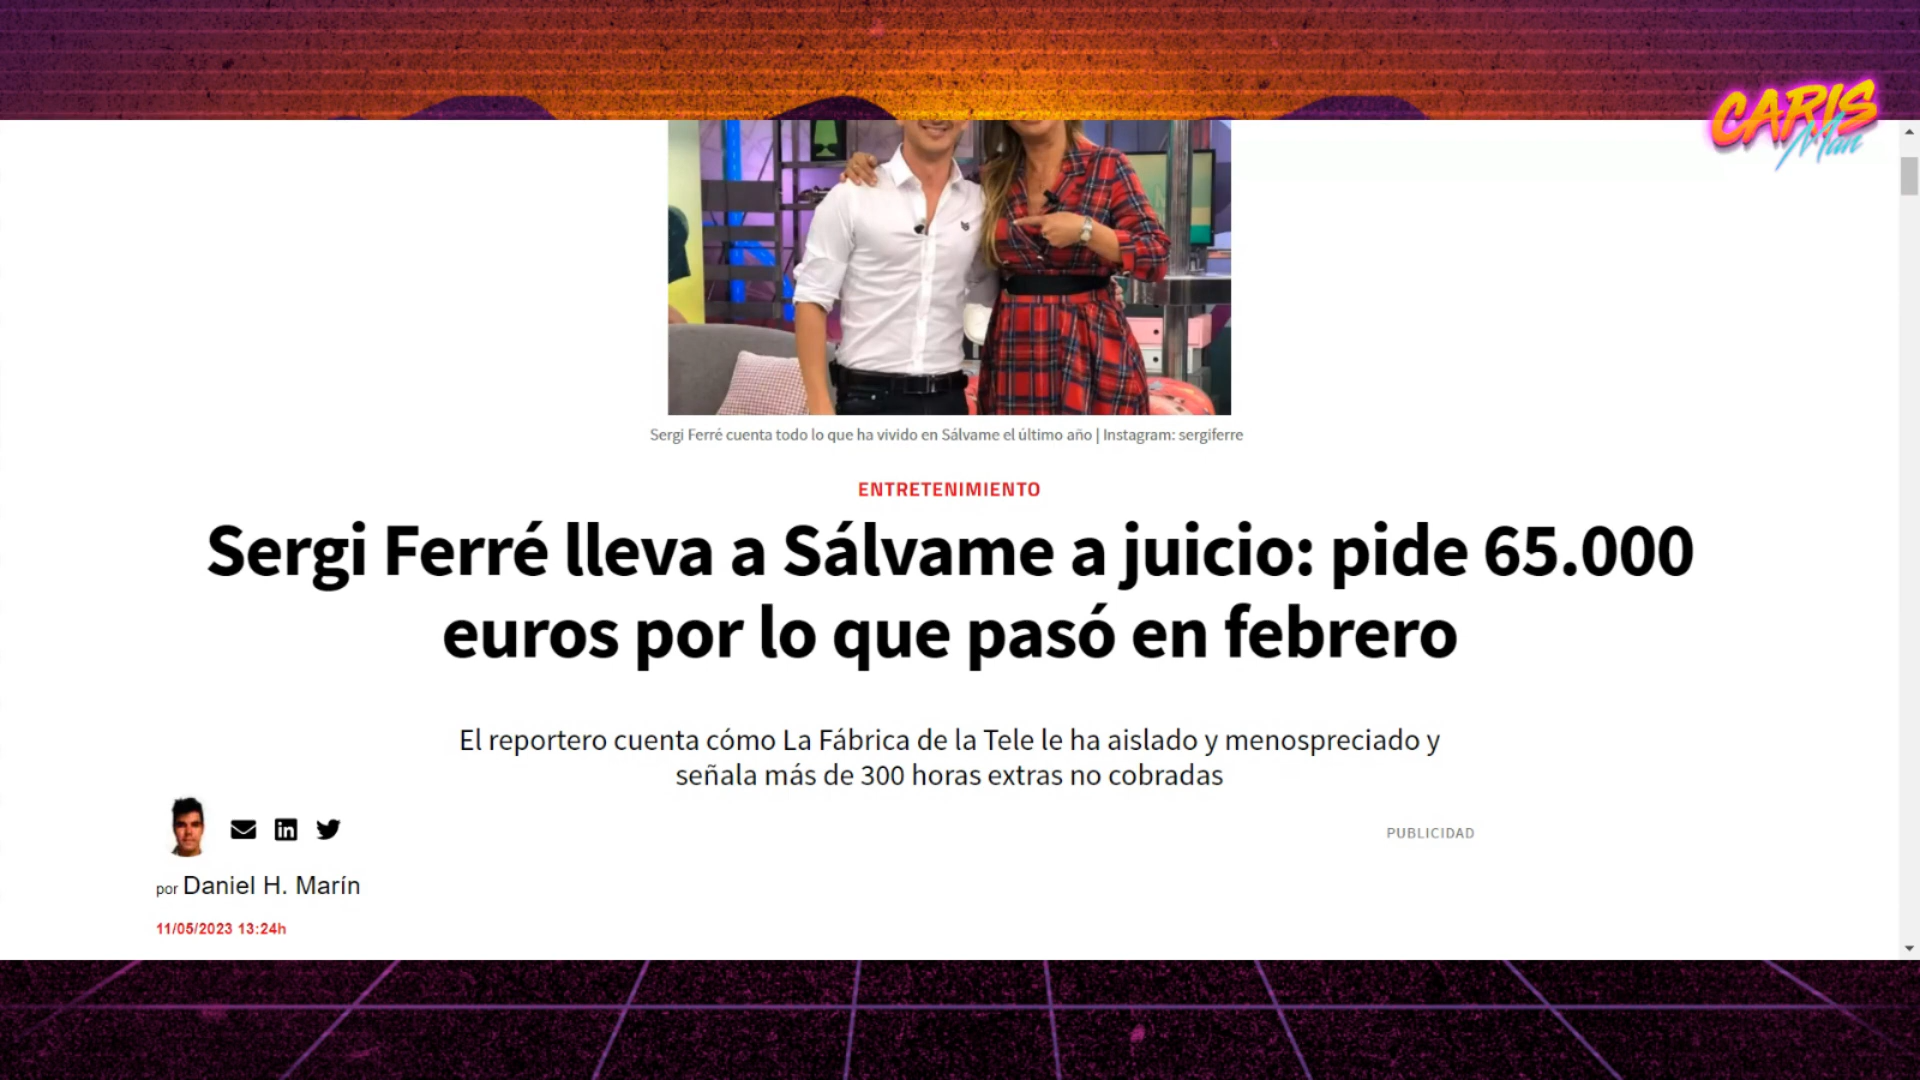 CARIS
Man
Sergi Ferré cuenta todo lo que ha vivido en Sálvame el último año | Instagram: sergiferre
ENTRETENIMIENTO
Sergi Ferré lleva a Sálvame a juicio: pide 65.000
euros por lo que pasó en febrero
El reportero cuenta cómo La Fábrica de la Tele le ha aislado y menospreciado y
señala más de 300 horas extras no cobradas
PUBLICIDAD
por Daniel H. Marín
11/05/2023 13:24h